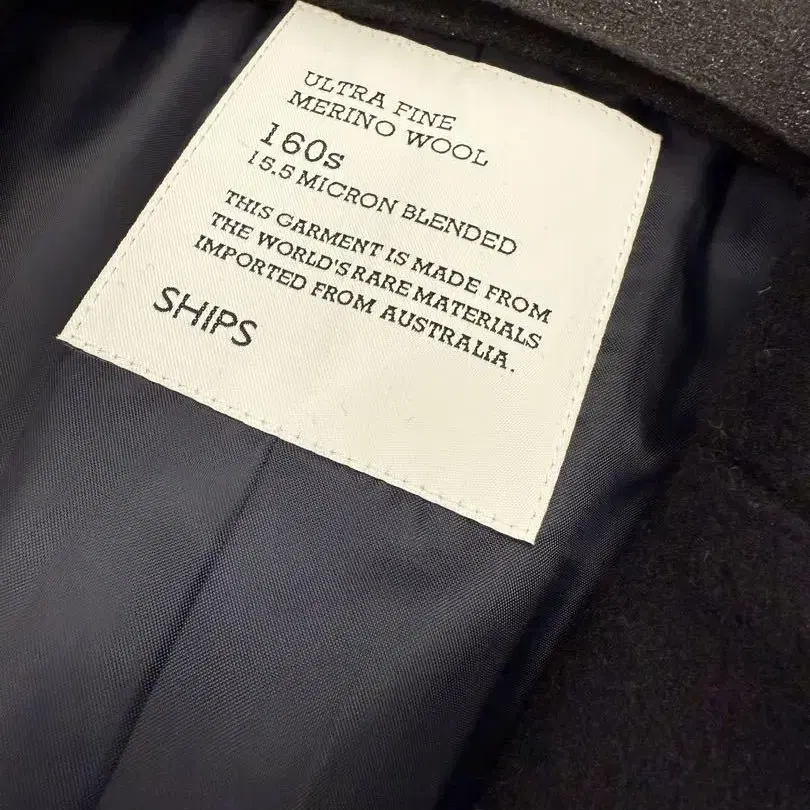 ULTRA FINE
MERINO WOOL
160s
15.5 MICRON BLENDED
THIS GARMENT IS MADE FROM
THE WORLD'S RARE MATERIALS
IMPORTED FROM AUSTRALIA.
SHIPS